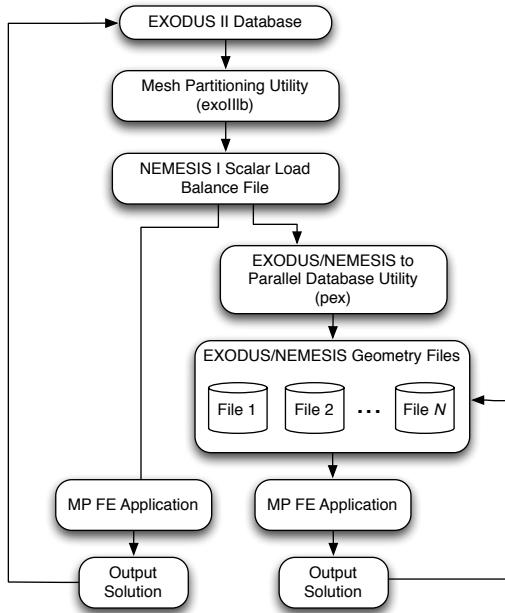 EXODUS II Database
Mesh Partitioning Utility
(exoIIlb)
NEMESIS I Scalar Load
Balance File
EXODUS/NEMESIS to
Parallel Database Utility
(pex)
EXODUS/NEMESIS Geometry Files
File 1
File 2
...
File N
MP FE Application
MP FE Application
Output
Solution
Output
Solution